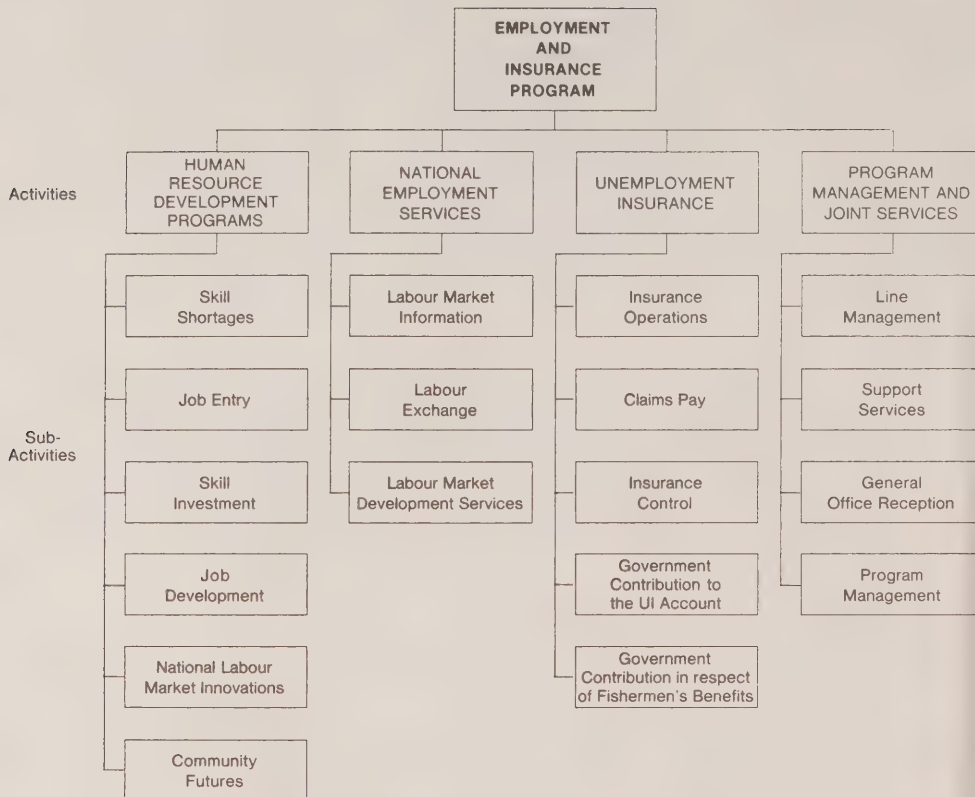 EMPLOYMENT
AND
INSURANCE
PROGRAM
Activities
HUMAN
RESOURCE
DEVELOPMENT
PROGRAMS
NATIONAL
EMPLOYMENT
SERVICES
UNEMPLOYMENT
INSURANCE
PROGRAM
MANAGEMENT AND
JOINT SERVICES
Sub-
Activities
Skill
Shortages
Job Entry
Skill
Investment
Job
Development
National Labour
Market Innovations
Community
Futures
Labour Market
Information
Labour
Exchange
Labour Market
Development Services
Insurance
Operations
Claims Pay
Insurance
Control
Government
Contribution to
the UI Account
Government
Contribution in respect
of Fishermen's Benefits
Line
Management
Support
Services
General
Office Reception
Program
Management